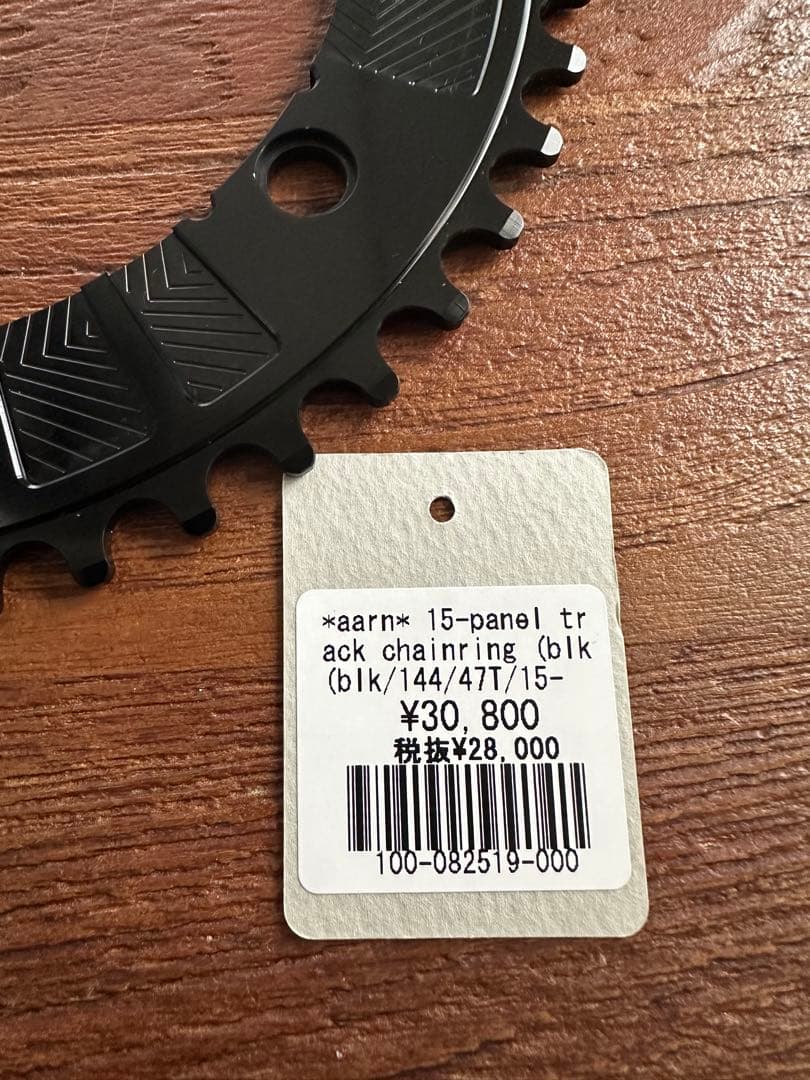 *aarn* 15-panel tr
ack chainring (blk
(blk/144/47T/15-
¥30,800
税抜¥28,000
100-082519-000